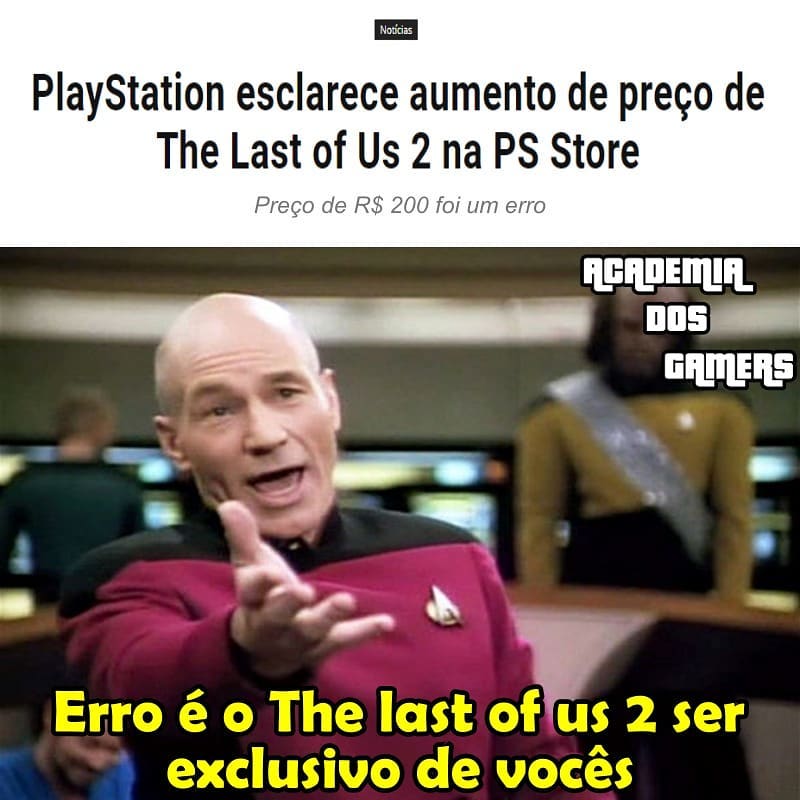 Notícias
PlayStation esclarece aumento de preço de
The Last of Us 2 na PS Store
Preço de R$ 200 foi um erro
ACADEMIA
DOS
GAMERS
Erro é o The last of us 2 ser
exclusivo de vocês